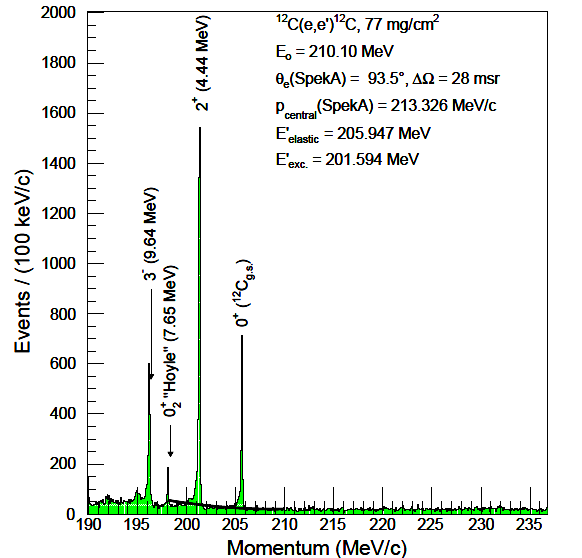 ¹²C(e,e')¹²C, 77 mg/cm²
Eₒ = 210.10 MeV
θₑ(SpekA) = 93.5°, ΔΩ = 28 msr
p_central(SpekA) = 213.326 MeV/c
E'_elastic = 205.947 MeV
E'_exc. = 201.594 MeV
2⁺ (4.44 MeV)
3⁻ (9.64 MeV)
0₂⁺ "Hoyle" (7.65 MeV)
0⁺ (¹²C_g.s.)
Events / (100 keV/c)
2000
1800
1600
1400
1200
1000
800
600
400
200
0
190 195 200 205 210 215 220 225 230 235
Momentum (MeV/c)